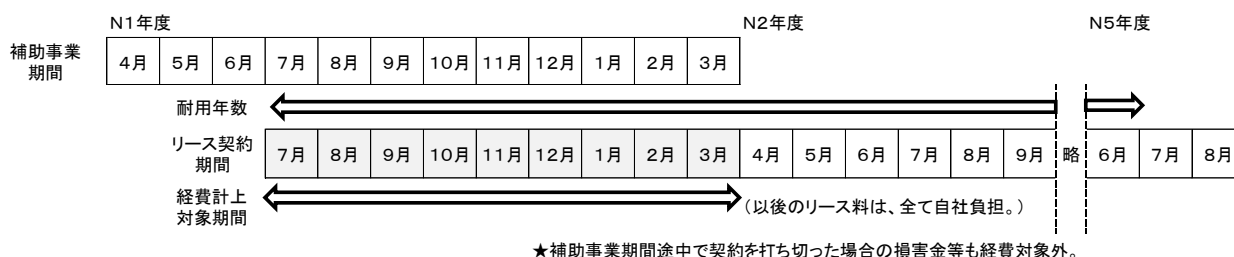 N1年度 N2年度 N5年度
補助事業
期間
4月 5月 6月 7月 8月 9月 10月 11月 12月 1月 2月 3月
耐用年数
リース契約
期間
7月 8月 9月 10月 11月 12月 1月 2月 3月 4月 5月 6月 7月 8月 9月 略 6月 7月 8月
経費計上
対象期間
(以後のリース料は、全て自社負担。)
★補助事業期間途中で契約を打ち切った場合の損害金等も経費対象外。